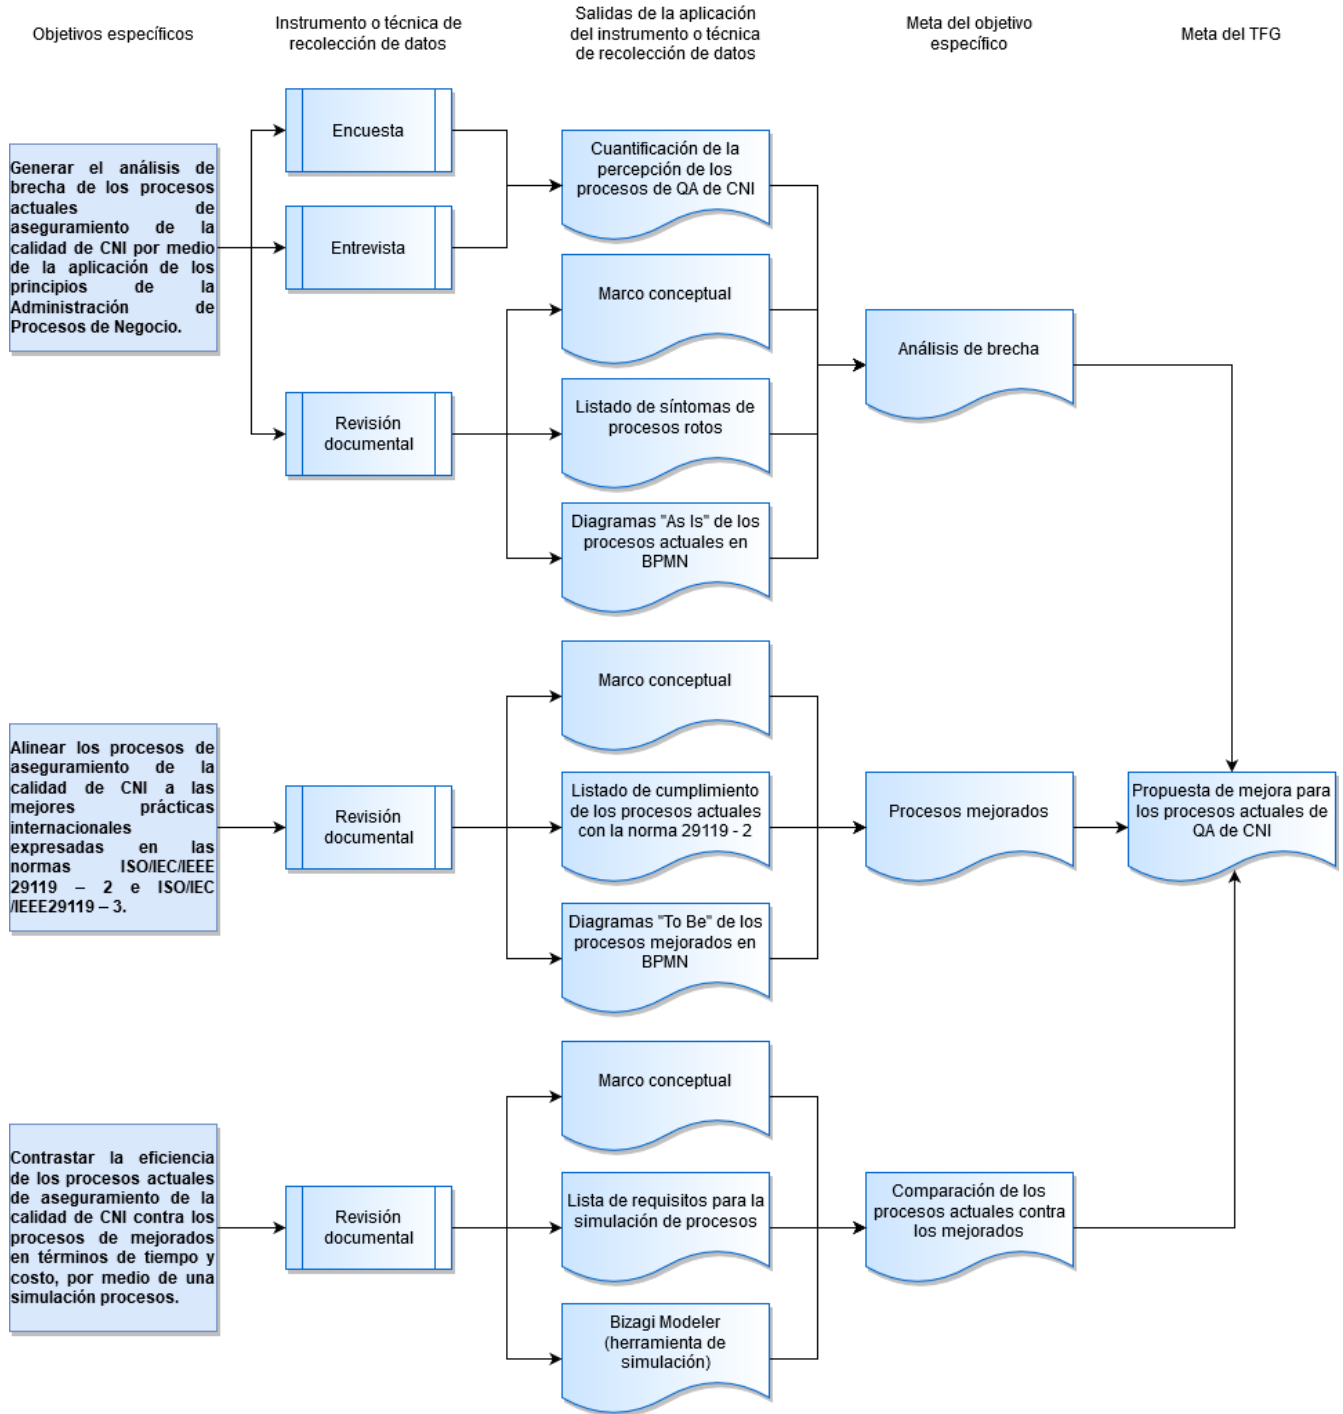 Objetivos específicos
Instrumento o técnica de
recolección de datos
Salidas de la aplicación
del instrumento o técnica
de recolección de datos
Meta del objetivo
específico
Meta del TFG
Generar el análisis de
brecha de los procesos
actuales de
aseguramiento de la
calidad de CNI por medio
de la aplicación de los
principios de la
Administración de
Procesos de Negocio.
Encuesta
Entrevista
Revisión
documental
Cuantificación de la
percepción de los
procesos de QA de CNI
Marco conceptual
Listado de síntomas de
procesos rotos
Diagramas "As Is" de los
procesos actuales en
BPMN
Análisis de brecha
Alinear los procesos de
aseguramiento de la
calidad de CNI a las
mejores prácticas
internacionales
expresadas en las
normas ISO/IEC/IEEE
29119 – 2 e ISO/IEC
/IEEE29119 – 3.
Revisión
documental
Marco conceptual
Listado de cumplimiento
de los procesos actuales
con la norma 29119 - 2
Diagramas "To Be" de los
procesos mejorados en
BPMN
Procesos mejorados
Propuesta de mejora para
los procesos actuales de
QA de CNI
Contrastar la eficiencia
de los procesos actuales
de aseguramiento de la
calidad de CNI contra los
procesos de mejorados
en términos de tiempo y
costo, por medio de una
simulación procesos.
Revisión
documental
Marco conceptual
Lista de requisitos para la
simulación de procesos
Bizagi Modeler
(herramienta de
simulación)
Comparación de los
procesos actuales contra
los mejorados